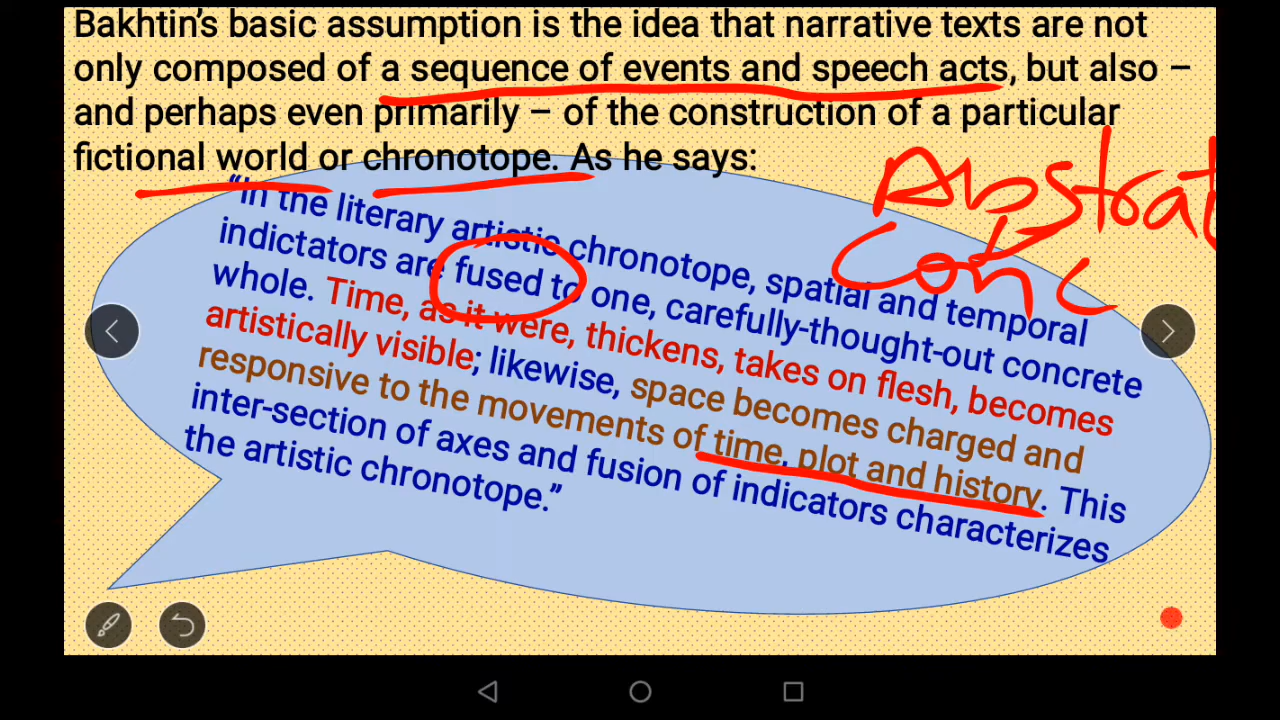 Bakhtin's basic assumption is the idea that narrative texts are not
only composed of a sequence of events and speech acts, but also –
and perhaps even primarily – of the construction of a particular
fictional world or chronotope. As he says:
"In the literary artistic chronotope, spatial and temporal
indictators are fused to one, carefully-thought-out concrete
whole. Time, as it were, thickens, takes on flesh, becomes
artistically visible; likewise, space becomes charged and
responsive to the movements of time, plot and history. This
inter-section of axes and fusion of indicators characterizes
the artistic chronotope."
Abstrat
Conc